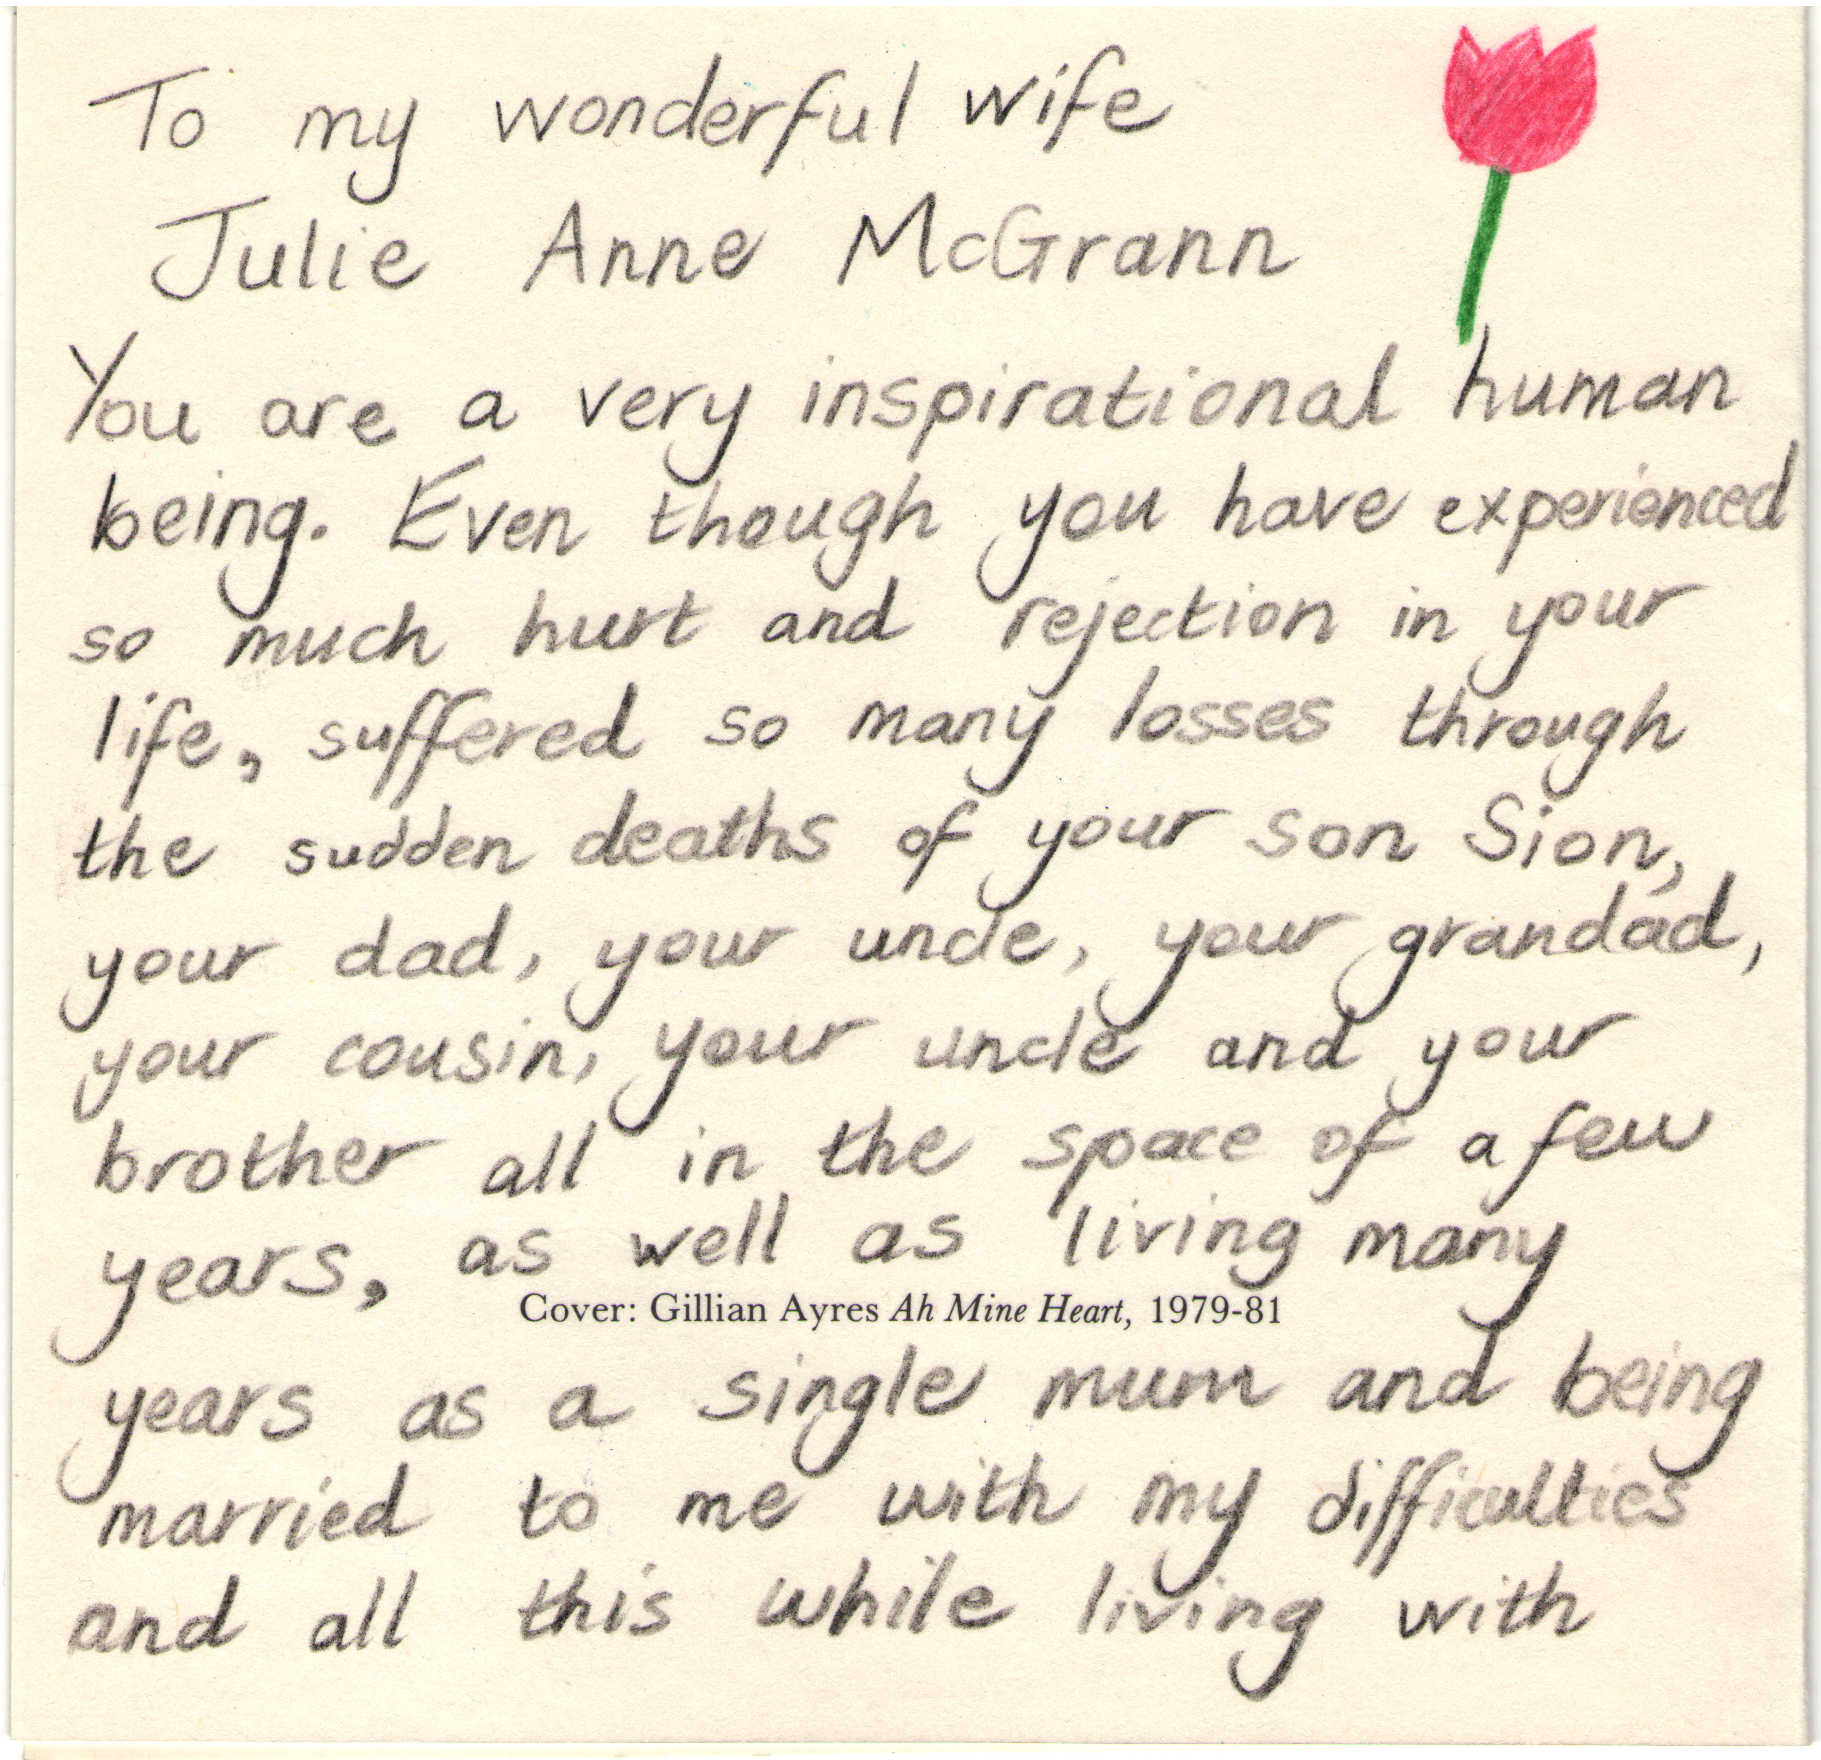 To my wonderful wife
Julie Anne McGrann
You are a very inspirational human
being. Even though you have experienced
so much hurt and rejection in your
life, suffered so many losses through
the sudden deaths of your son Sion,
your dad, your uncle, your grandad,
your cousin, your uncle and your
brother all in the space of a few
years, as well as living many
Cover: Gillian Ayres Ah Mine Heart, 1979-81
years as a single mum and being
married to me with my difficulties
and all this while living with